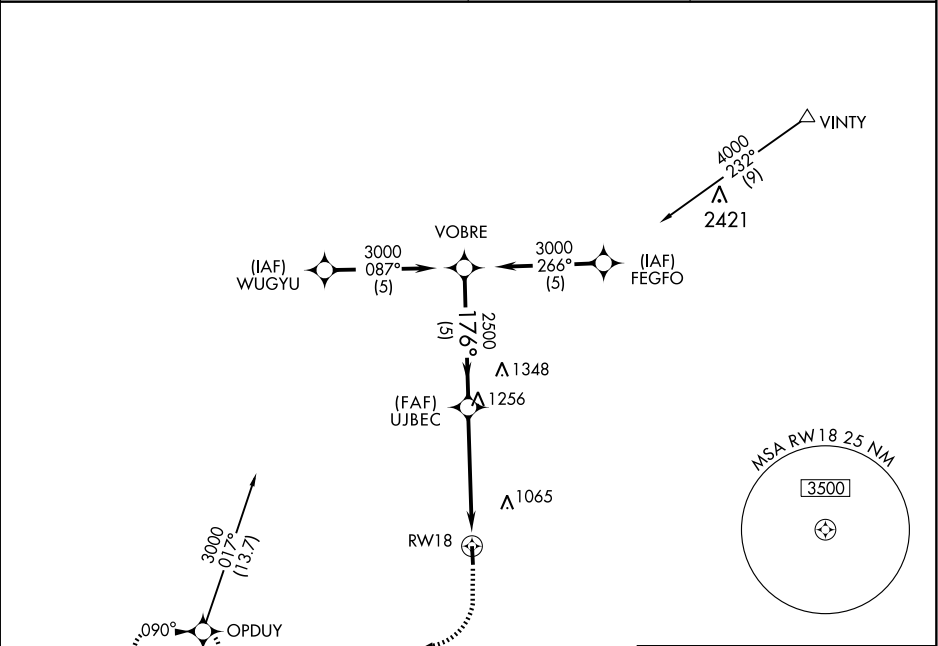 VINTY
4000
232°
(9)
2421
VOBRE
(IAF)
WUGYU
3000
087°
(5)
3000
266°
(5)
(IAF)
FEGFO
2500
176°
(5)
1348
1256
(FAF)
UJBEC
1065
RW18
MSA RW18 25 NM
3500
3000
017°
(13.7)
090°
OPDUY